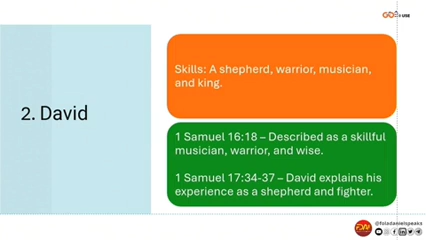 2. David
Skills: A shepherd, warrior, musician,
and king.
1 Samuel 16:18 – Described as a skillful
musician, warrior, and wise.
1 Samuel 17:34-37 – David explains his
experience as a shepherd and fighter.
@foladanielspeaks